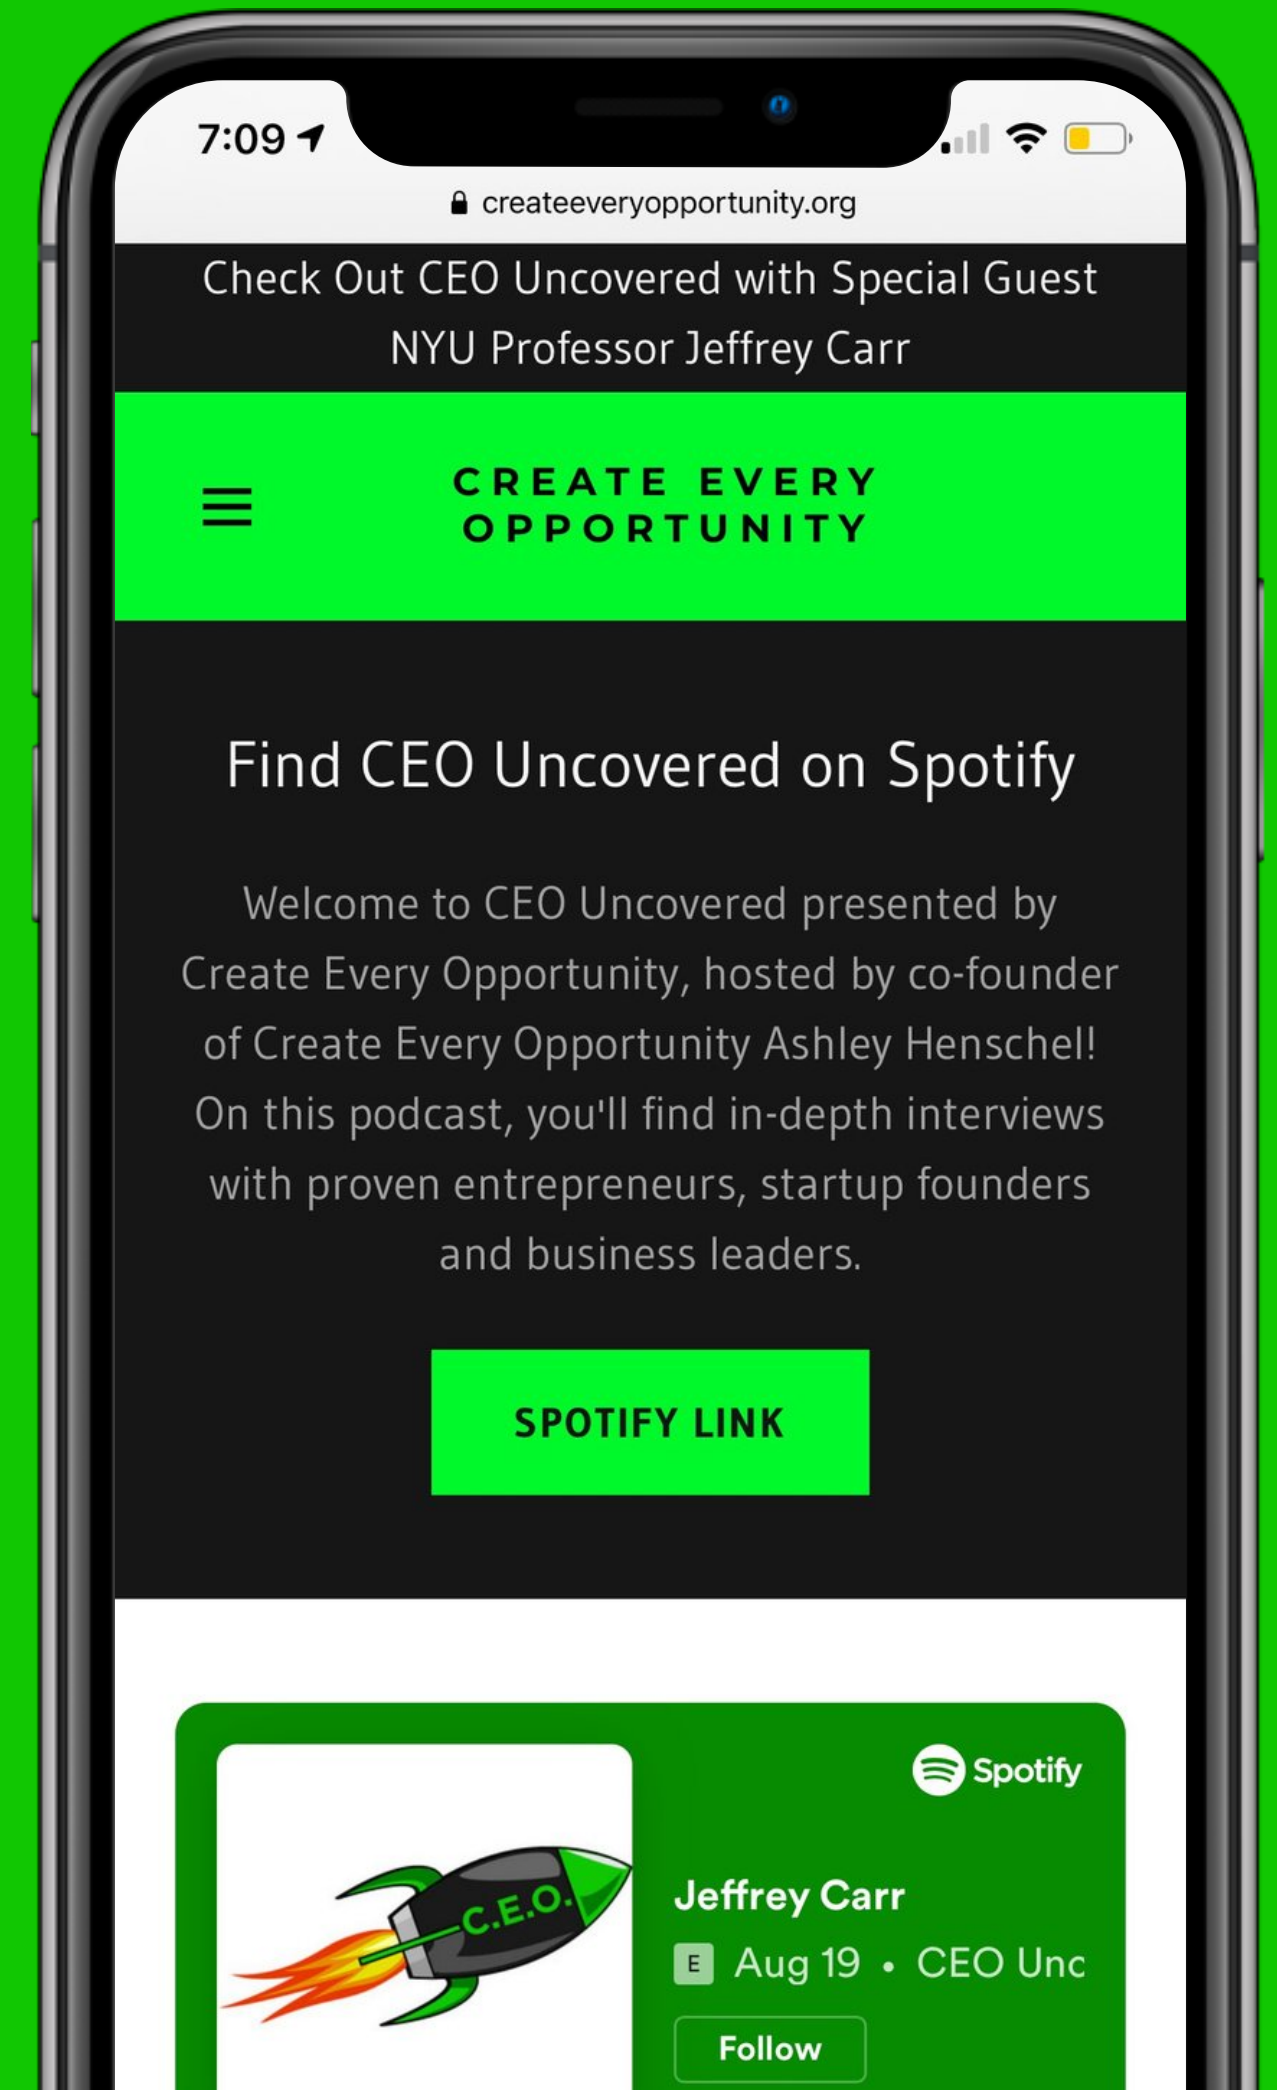 7:09
createeveryopportunity.org
Check Out CEO Uncovered with Special Guest
NYU Professor Jeffrey Carr
CREATE EVERY
OPPORTUNITY
Find CEO Uncovered on Spotify
Welcome to CEO Uncovered presented by
Create Every Opportunity, hosted by co-founder
of Create Every Opportunity Ashley Henschel!
On this podcast, you'll find in-depth interviews
with proven entrepreneurs, startup founders
and business leaders.
SPOTIFY LINK
Spotify
C.E.O.
Jeffrey Carr
E Aug 19 • CEO Unc
Follow